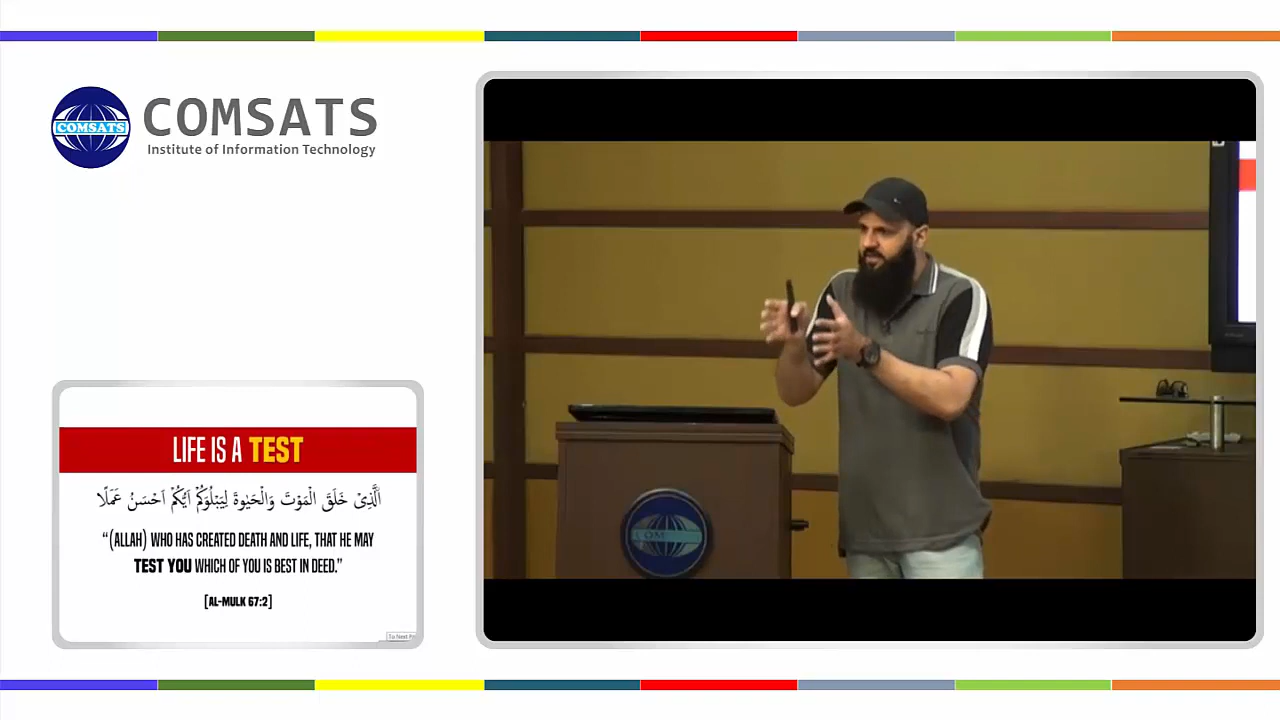 COMSATS
COMSATS
Institute of Information Technology
LIFE IS A TEST
الَّذِىْ خَلَقَ الْمَوْتَ وَالْحَيٰوةَ لِيَبْلُوَكُمْ اَيُّكُمْ اَحْسَنُ عَمَلًا
“(ALLAH) WHO HAS CREATED DEATH AND LIFE, THAT HE MAY
TEST YOU WHICH OF YOU IS BEST IN DEED.”
[AL-MULK 67:2]